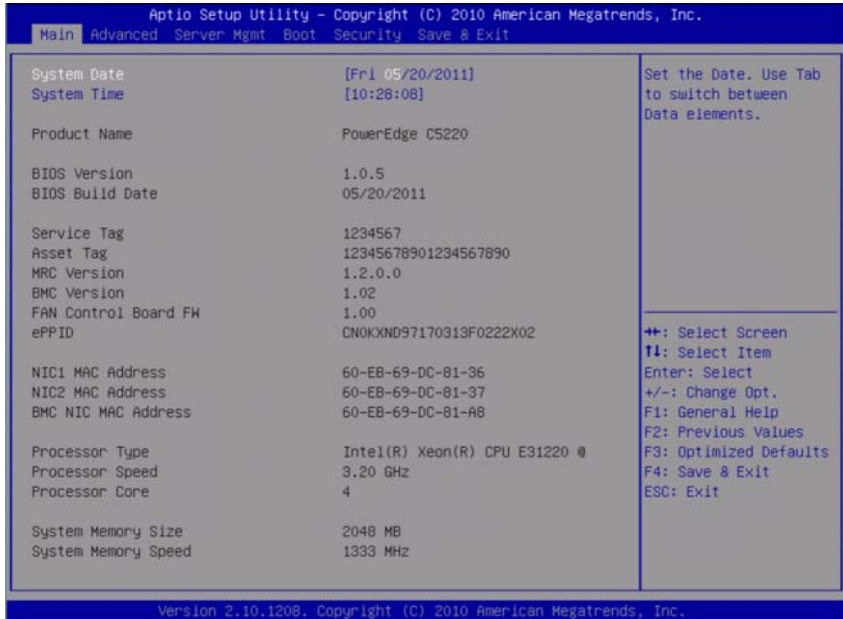 Aptio Setup Utility – Copyright (C) 2010 American Megatrends, Inc.
Main Advanced Server Mgmt Boot Security Save & Exit
System Date [Fri 05/20/2011]
System Time [10:28:08]
Product Name PowerEdge C5220
BIOS Version 1.0.5
BIOS Build Date 05/20/2011
Service Tag 1234567
Asset Tag 12345678901234567890
MRC Version 1.2.0.0
BMC Version 1.02
FAN Control Board FW 1.00
ePPID CN0KXND97170313F0222X02
NIC1 MAC Address 60-EB-69-DC-81-36
NIC2 MAC Address 60-EB-69-DC-81-37
BMC NIC MAC Address 60-EB-69-DC-81-A8
Processor Type Intel(R) Xeon(R) CPU E31220 @
Processor Speed 3.20 GHz
Processor Core 4
System Memory Size 2048 MB
System Memory Speed 1333 MHz
Set the Date. Use Tab
to switch between
Data elements.
→←: Select Screen
↑↓: Select Item
Enter: Select
+/-: Change Opt.
F1: General Help
F2: Previous Values
F3: Optimized Defaults
F4: Save & Exit
ESC: Exit
Version 2.10.1208. Copyright (C) 2010 American Megatrends, Inc.